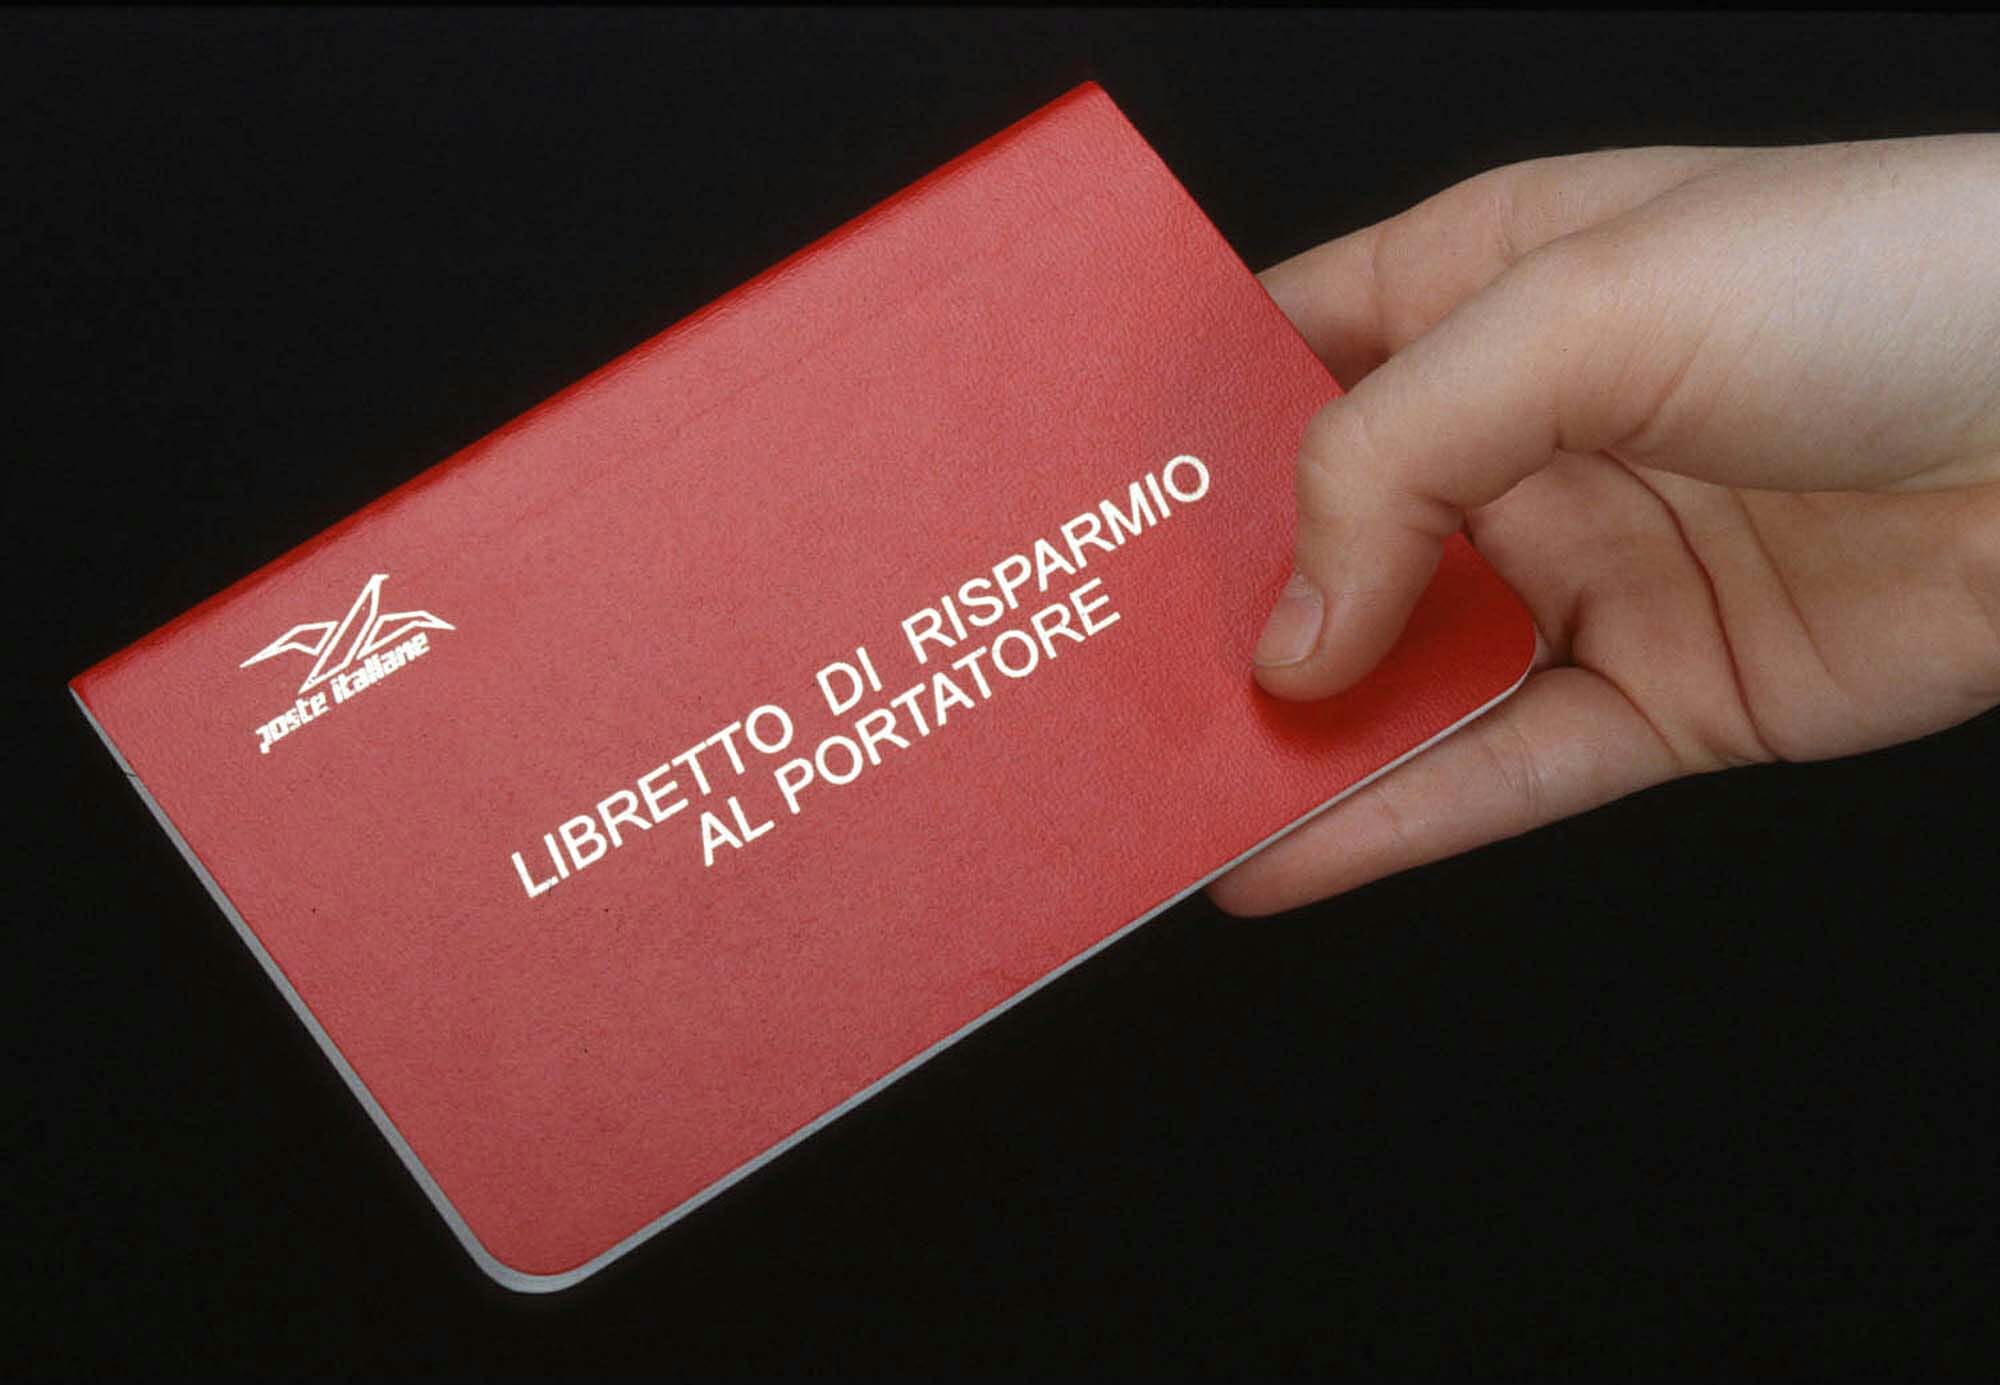 poste italiane
LIBRETTO DI RISPARMIO
AL PORTATORE